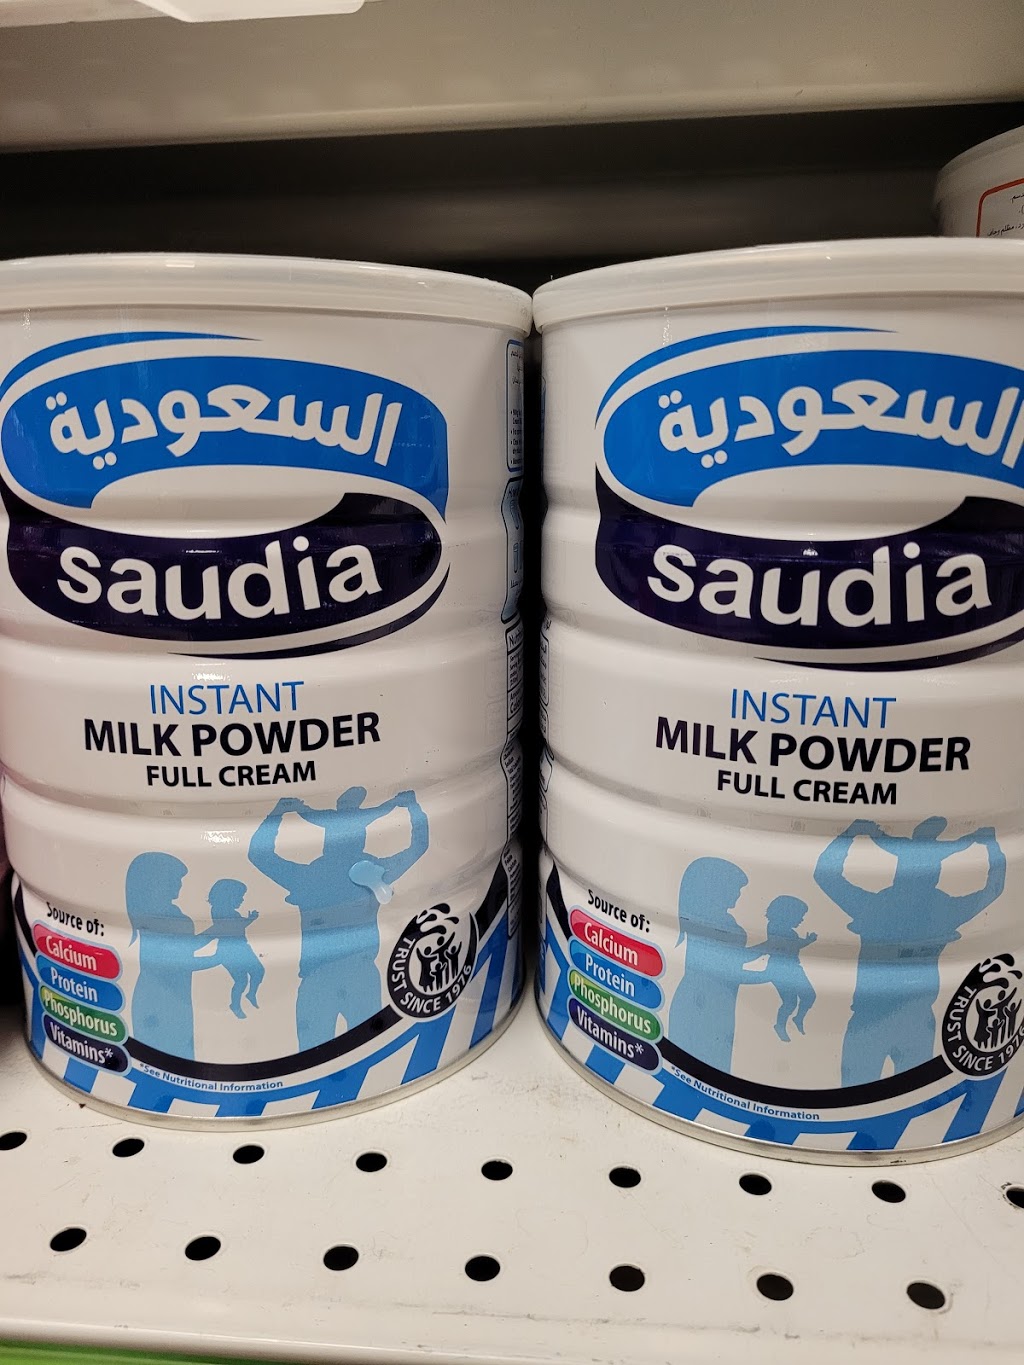 السعودية
saudia
INSTANT
MILK POWDER
FULL CREAM
Source of:
Calcium
Protein
Phosphorus
Vitamins*
*See Nutritional Information
TRUST SINCE 1976
السعودية
saudia
INSTANT
MILK POWDER
FULL CREAM
Source of:
Calcium
Protein
Phosphorus
Vitamins*
*See Nutritional Information
TRUST SINCE 1976